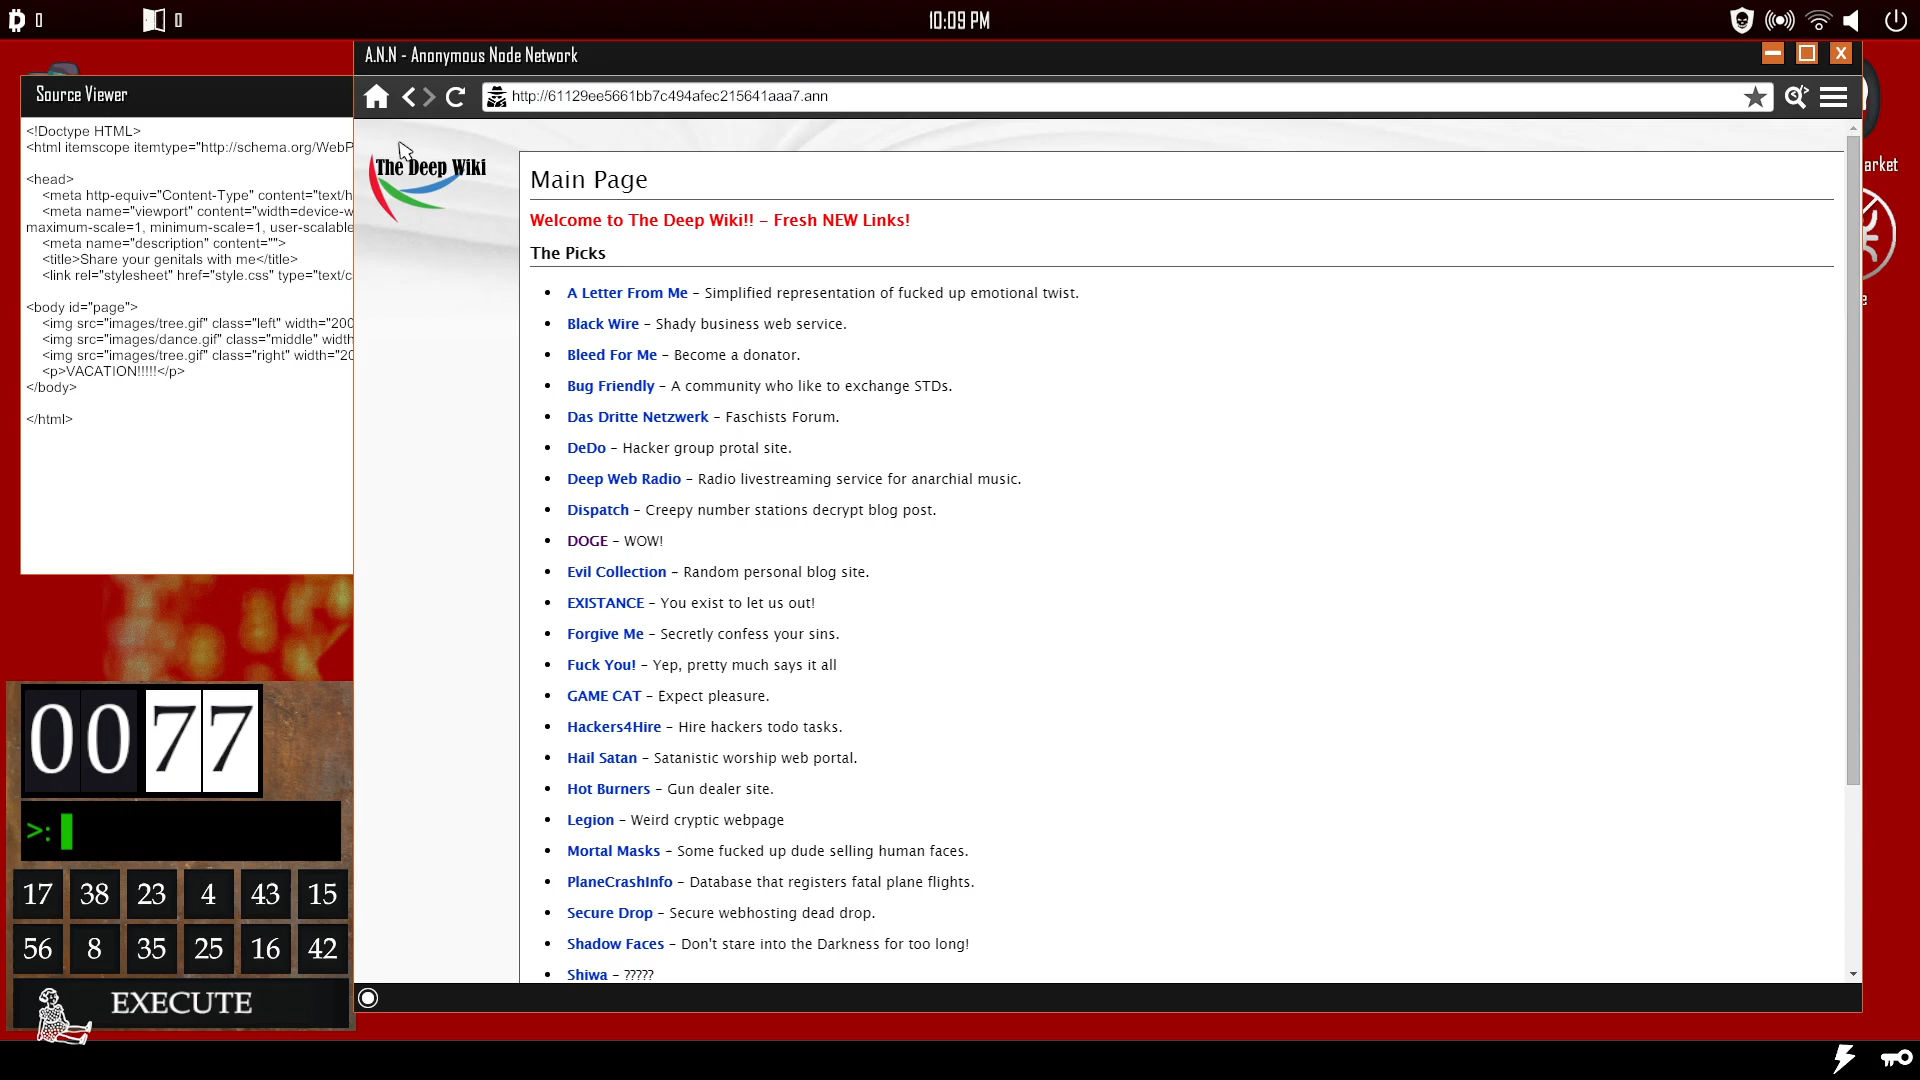 0
0
10:09 PM
A.N.N - Anonymous Node Network
http://61129ee5661bb7c494afec215641aaa7.ann
Source Viewer
<!Doctype HTML>
<html itemscope itemtype="http://schema.org/WebP
<head>
<meta http-equiv="Content-Type" content="text/h
<meta name="viewport" content="width=device-w
maximum-scale=1, minimum-scale=1, user-scalable
<meta name="description" content="">
<title>Share your genitals with me</title>
<link rel="stylesheet" href="style.css" type="text/c
<body id="page">
<img src="images/tree.gif" class="left" width="200
<img src="images/dance.gif" class="middle" width
<img src="images/tree.gif" class="right" width="20
<p>VACATION!!!!!</p>
</body>
</html>
The Deep Wiki
Main Page
Welcome to The Deep Wiki!! – Fresh NEW Links!
The Picks
A Letter From Me – Simplified representation of fucked up emotional twist.
Black Wire – Shady business web service.
Bleed For Me – Become a donator.
Bug Friendly – A community who like to exchange STDs.
Das Dritte Netzwerk – Faschists Forum.
DeDo – Hacker group protal site.
Deep Web Radio – Radio livestreaming service for anarchial music.
Dispatch – Creepy number stations decrypt blog post.
DOGE – WOW!
Evil Collection – Random personal blog site.
EXISTANCE – You exist to let us out!
Forgive Me – Secretly confess your sins.
Fuck You! – Yep, pretty much says it all
GAME CAT – Expect pleasure.
Hackers4Hire – Hire hackers todo tasks.
Hail Satan – Satanistic worship web portal.
Hot Burners – Gun dealer site.
Legion – Weird cryptic webpage
Mortal Masks – Some fucked up dude selling human faces.
PlaneCrashInfo – Database that registers fatal plane flights.
Secure Drop – Secure webhosting dead drop.
Shadow Faces – Don't stare into the Darkness for too long!
Shiwa – ?????
arket
e
0077
>:
17 38 23 4 43 15
56 8 35 25 16 42
EXECUTE